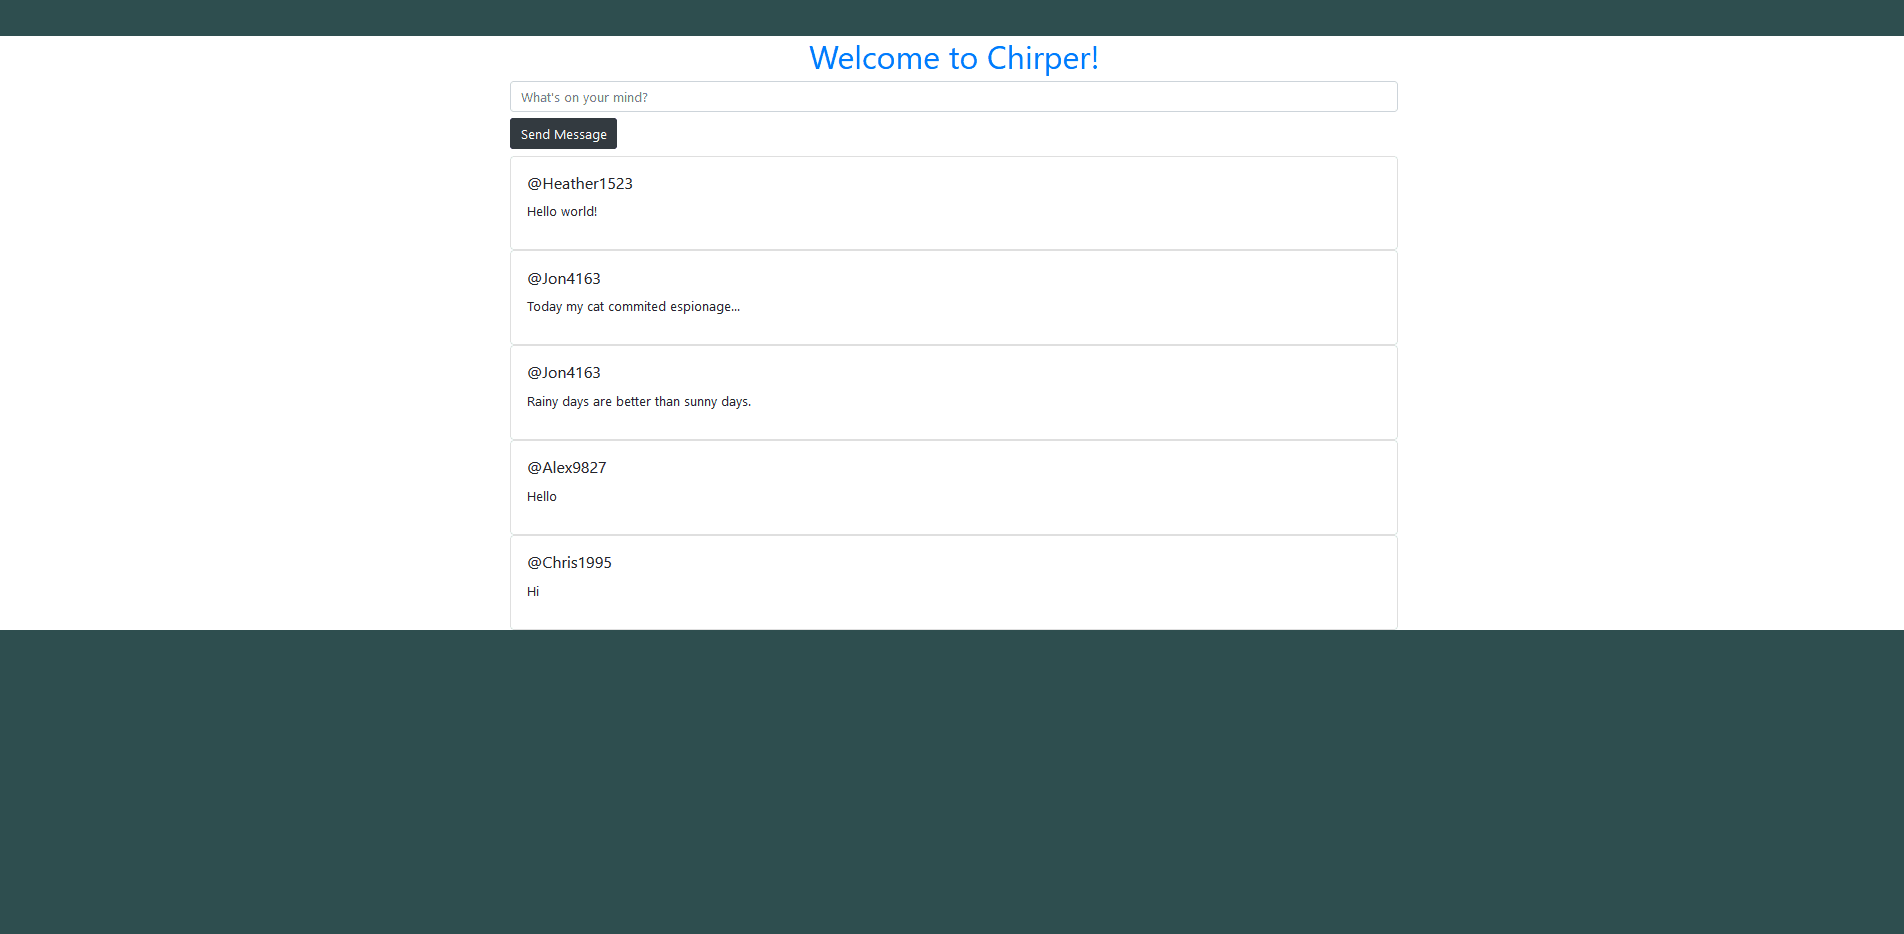 Welcome to Chirper!
What's on your mind?
Send Message
@Heather1523
Hello world!
@Jon4163
Today my cat commited espionage...
@Jon4163
Rainy days are better than sunny days.
@Alex9827
Hello
@Chris1995
Hi